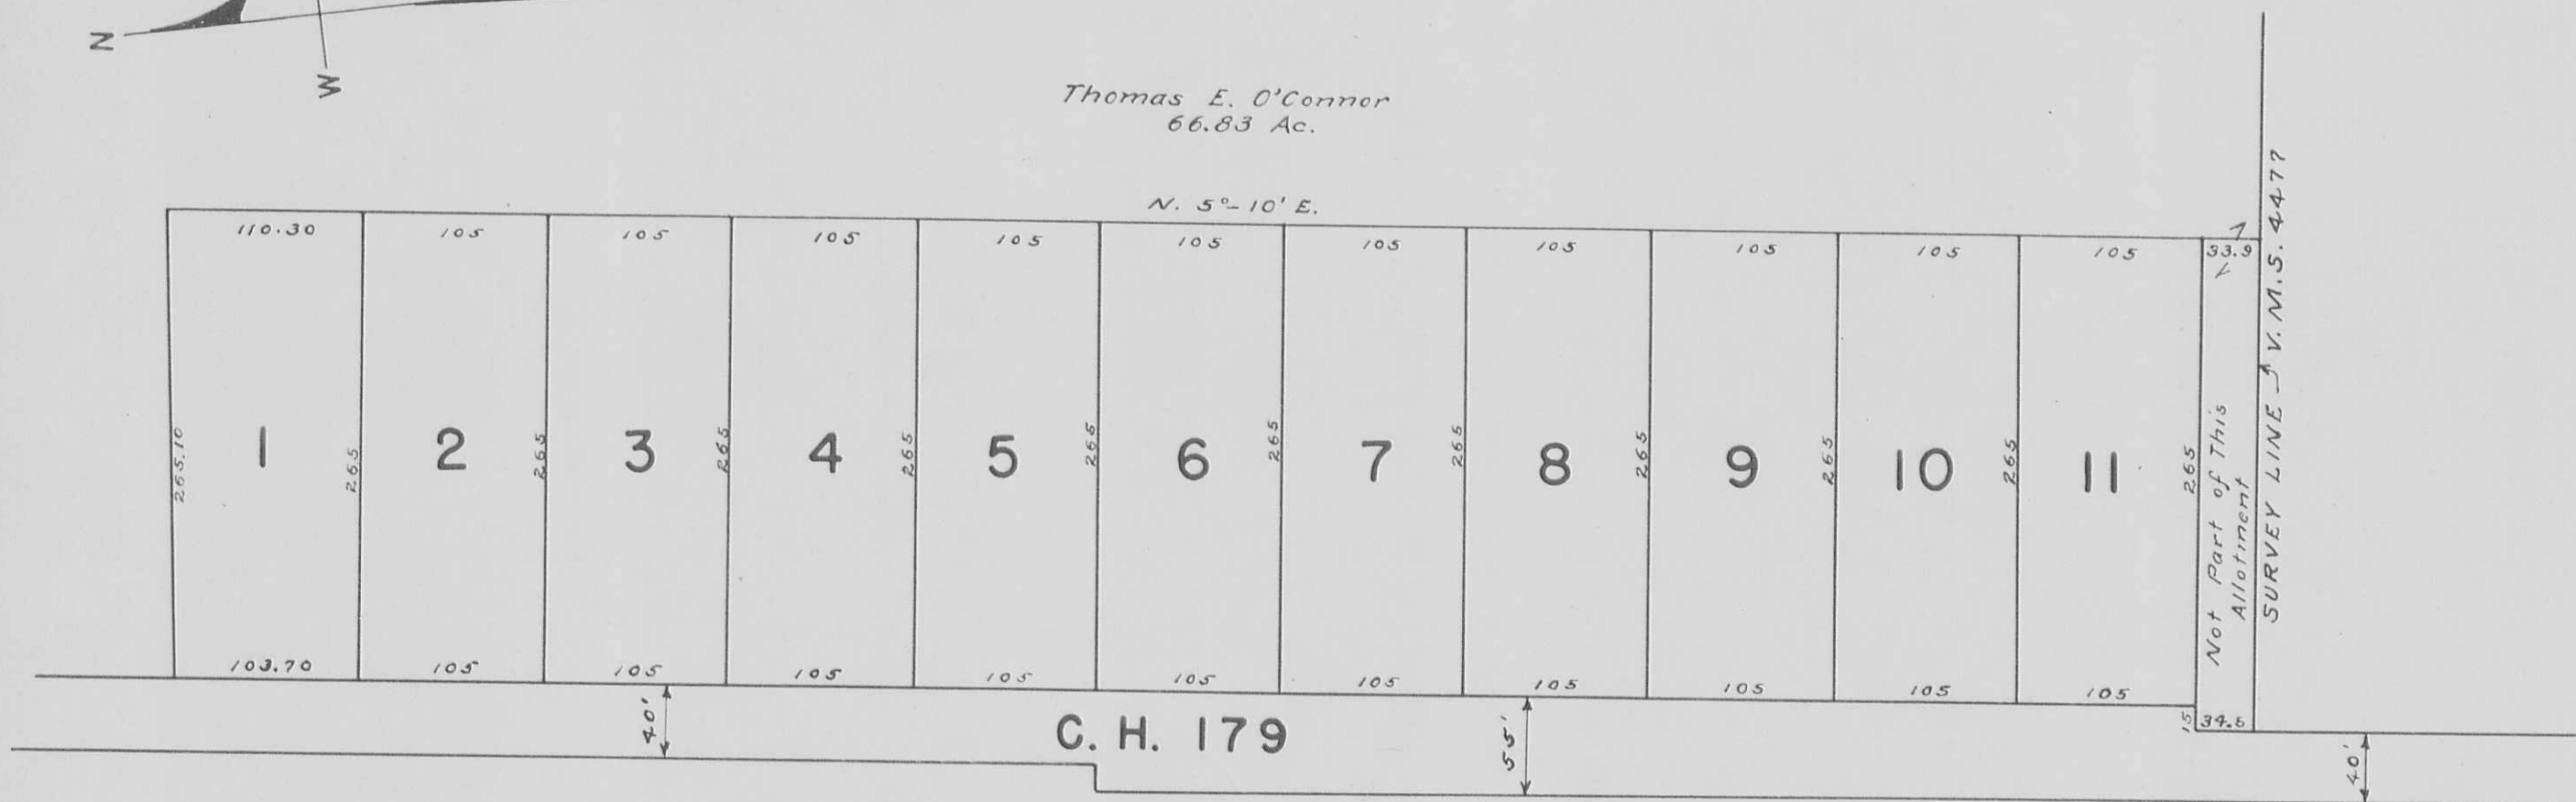 N
W
Thomas E. O'Connor
66.83 Ac.
N. 5°-10' E.
110.30 105 105 105 105 105 105 105 105 105 105 33.9
265.10 1 265 2 265 3 265 4 265 5 265 6 265 7 265 8 265 9 265 10 265 11 265
Not Part of This
Allotment
SURVEY LINE V.M.S. 4477
103.70 105 105 105 105 105 105 105 105 105 105 15 34.5
40' C. H. 179 55' 40'